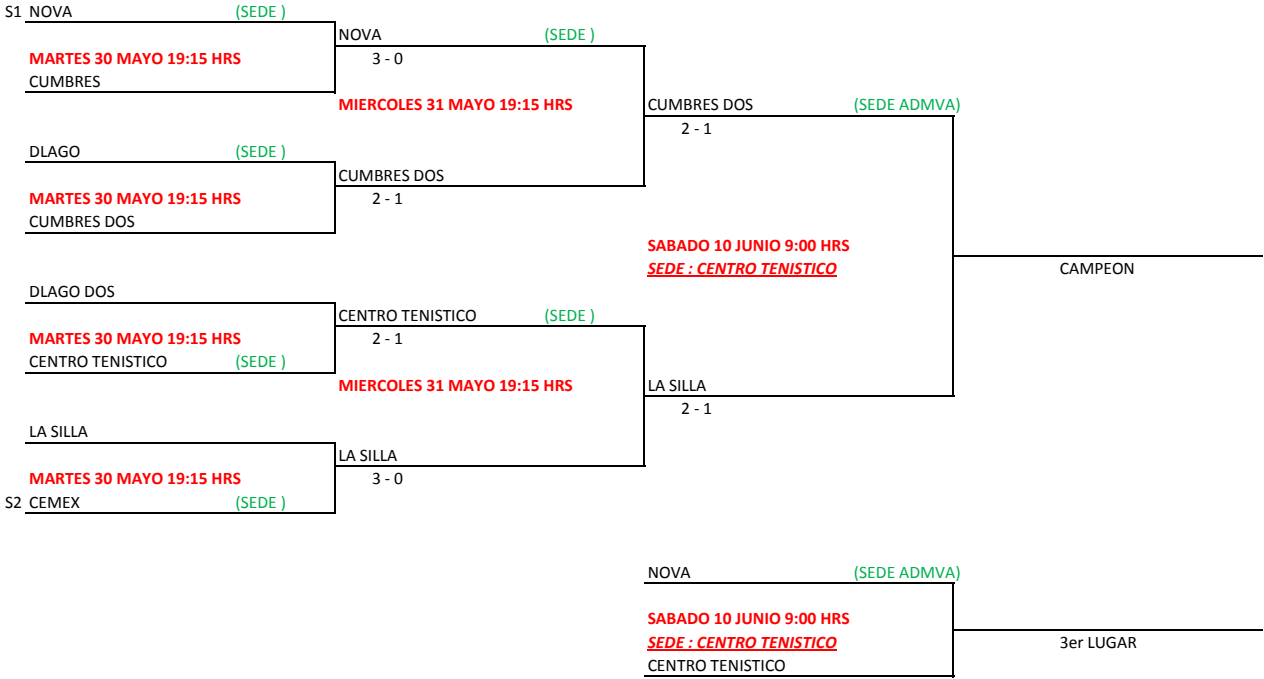 S1 NOVA (SEDE )
NOVA (SEDE )
MARTES 30 MAYO 19:15 HRS
3 - 0
CUMBRES
MIERCOLES 31 MAYO 19:15 HRS
CUMBRES DOS (SEDE ADMVA)
2 - 1
DLAGO (SEDE )
CUMBRES DOS
MARTES 30 MAYO 19:15 HRS
2 - 1
CUMBRES DOS
SABADO 10 JUNIO 9:00 HRS
SEDE : CENTRO TENISTICO
CAMPEON
DLAGO DOS
CENTRO TENISTICO (SEDE )
MARTES 30 MAYO 19:15 HRS
2 - 1
CENTRO TENISTICO (SEDE )
MIERCOLES 31 MAYO 19:15 HRS
LA SILLA
2 - 1
LA SILLA
LA SILLA
MARTES 30 MAYO 19:15 HRS
3 - 0
S2 CEMEX (SEDE )
NOVA (SEDE ADMVA)
SABADO 10 JUNIO 9:00 HRS
SEDE : CENTRO TENISTICO
3er LUGAR
CENTRO TENISTICO